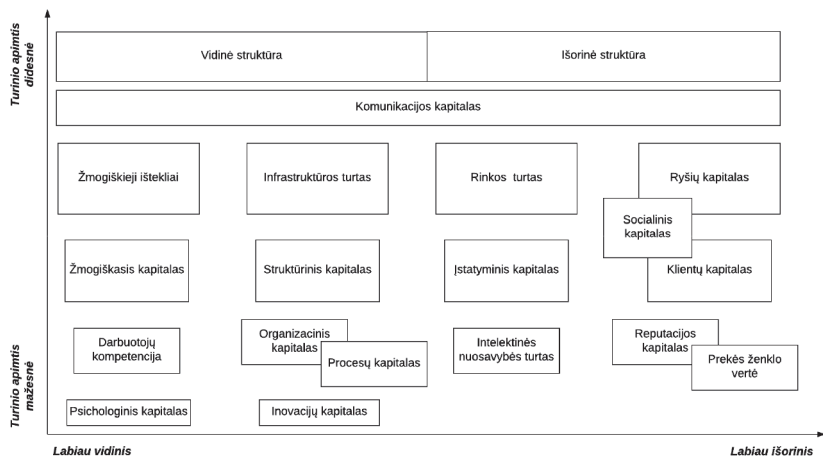 Turinio apimtis
didesnė
Vidinė struktūra
Išorinė struktūra
Komunikacijos kapitalas
Žmogiškieji ištekliai
Infrastruktūros turtas
Rinkos turtas
Ryšių kapitalas
Socialinis
kapitalas
Žmogiškasis kapitalas
Struktūrinis kapitalas
Įstatyminis kapitalas
Klientų kapitalas
Turinio apimtis
mažesnė
Darbuotojų
kompetencija
Organizacinis
kapitalas
Procesų kapitalas
Intelektinės
nuosavybės turtas
Reputacijos
kapitalas
Prekės ženklo
vertė
Psichologinis kapitalas
Inovacijų kapitalas
Labiau vidinis
Labiau išorinis